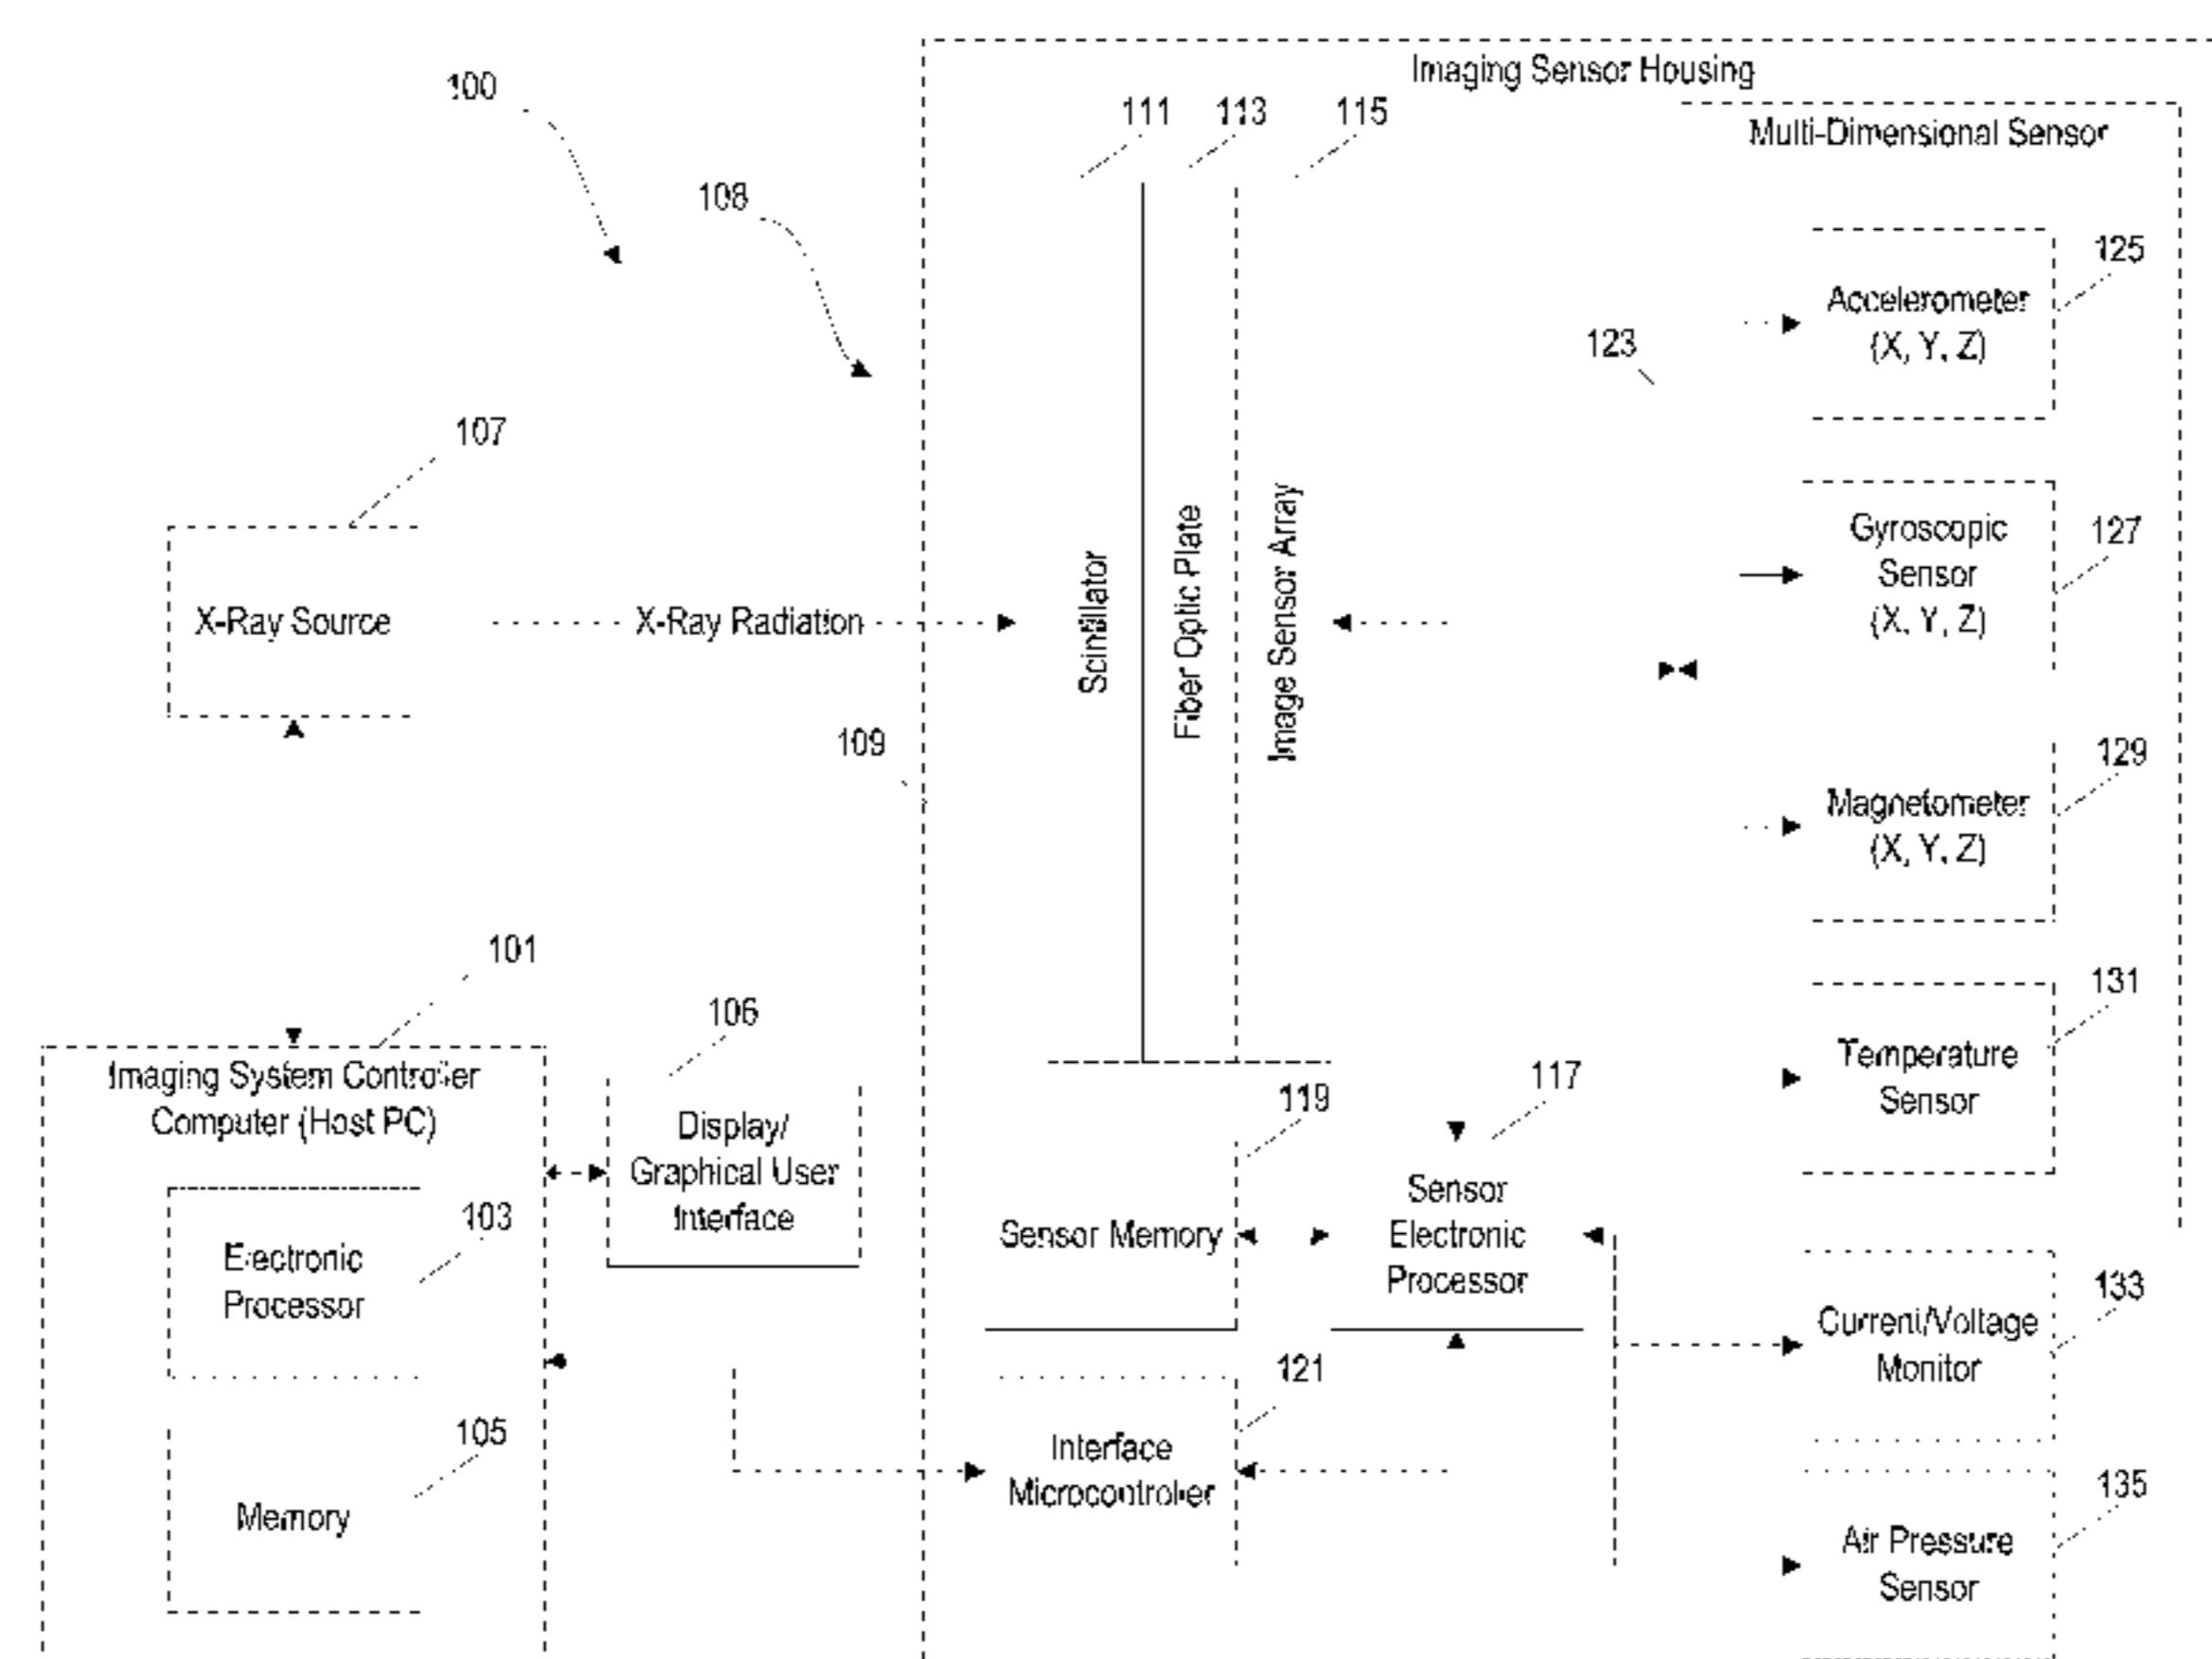 100
108
107
X-Ray Source
X-Ray Radiation
109
101
Imaging System Controller
Computer (Host PC)
103
Electronic
Processor
105
Memory
106
Display/
Graphical User
Interface
Imaging Sensor Housing
111
113
115
Scintillator
Fiber Optic Plate
Image Sensor Array
119
Sensor Memory
117
Sensor
Electronic
Processor
121
Interface
Microcontroller
123
Multi-Dimensional Sensor
125
Accelerometer
(X, Y, Z)
127
Gyroscopic
Sensor
(X, Y, Z)
129
Magnetometer
(X, Y, Z)
131
Temperature
Sensor
133
Current/Voltage
Monitor
135
Air Pressure
Sensor